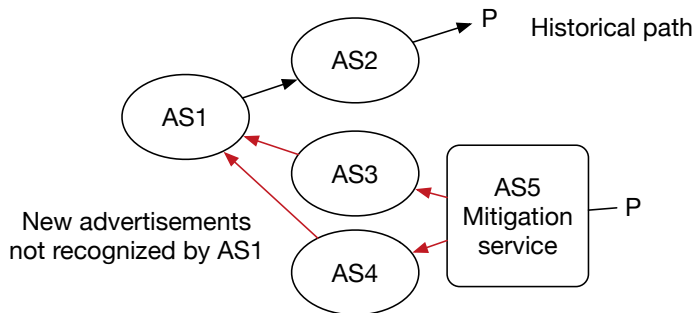 P
Historical path
AS2
AS1
AS3
AS5
Mitigation
service
P
New advertisements
not recognized by AS1
AS4